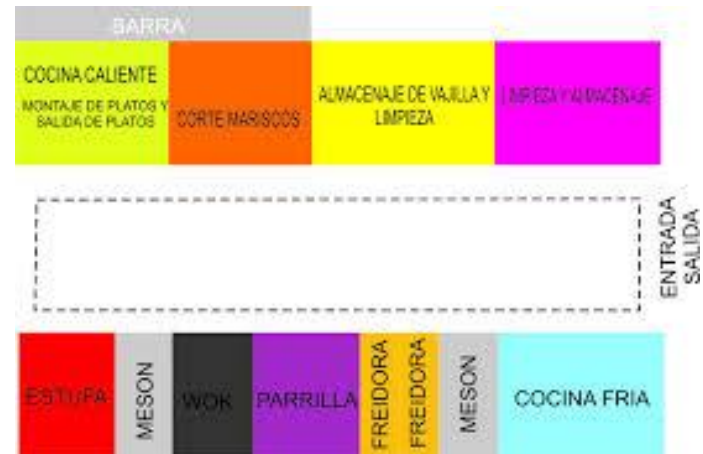 BARRA
COCINA CALIENTE
MONTAJE DE PLATOS Y
SALIDA DE PLATOS
CORTE MARISCOS
ALMACENAJE DE VAJILLA Y
LIMPIEZA
LIMPIEZA Y ALMACENAJE
ENTRADA
SALIDA
ESTUFA
MESON
WOK
PARRILLA
FREIDORA
FREIDORA
MESON
COCINA FRIA